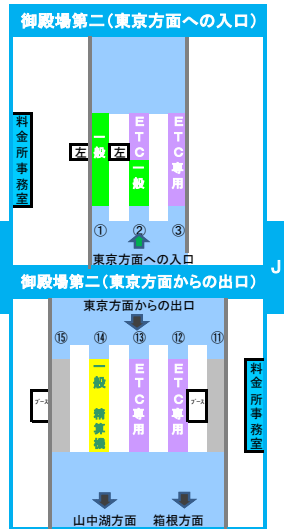 御殿場第二(東京方面への入口)
料金所事務室
左
一般
左
ETC一般
ETC専用
① ② ③
東京方面への入口
J
御殿場第二(東京方面からの出口)
東京方面からの出口
⑮ ⑭ ⑬ ⑫ ⑪
ブース
一般 精算機
ETC専用
ETC専用
ブース
料金所事務室
山中湖方面 箱根方面